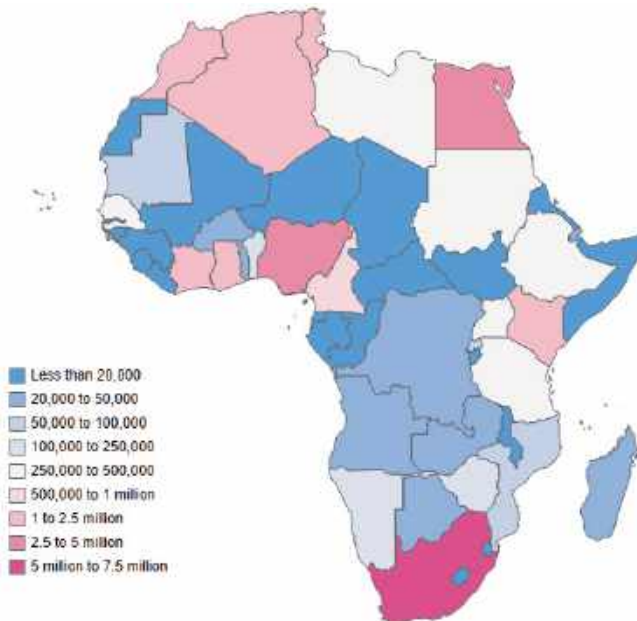 Less than 20,000
20,000 to 50,000
50,000 to 100,000
100,000 to 250,000
250,000 to 500,000
500,000 to 1 million
1 to 2.5 million
2.5 to 5 million
5 million to 7.5 million